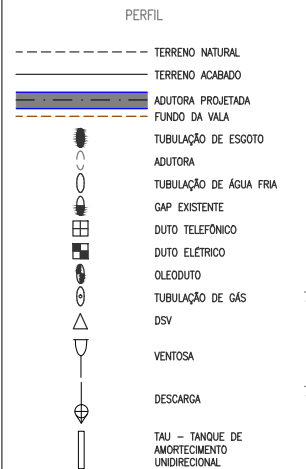 PERFIL
TERRENO NATURAL
TERRENO ACABADO
ADUTORA PROJETADA
FUNDO DA VALA
TUBULAÇÃO DE ESGOTO
ADUTORA
TUBULAÇÃO DE ÁGUA FRIA
GAP EXISTENTE
DUTO TELEFÔNICO
DUTO ELÉTRICO
OLEODUTO
TUBULAÇÃO DE GÁS
DSV
VENTOSA
DESCARGA
TAU – TANQUE DE
AMORTECIMENTO
UNIDIRECIONAL